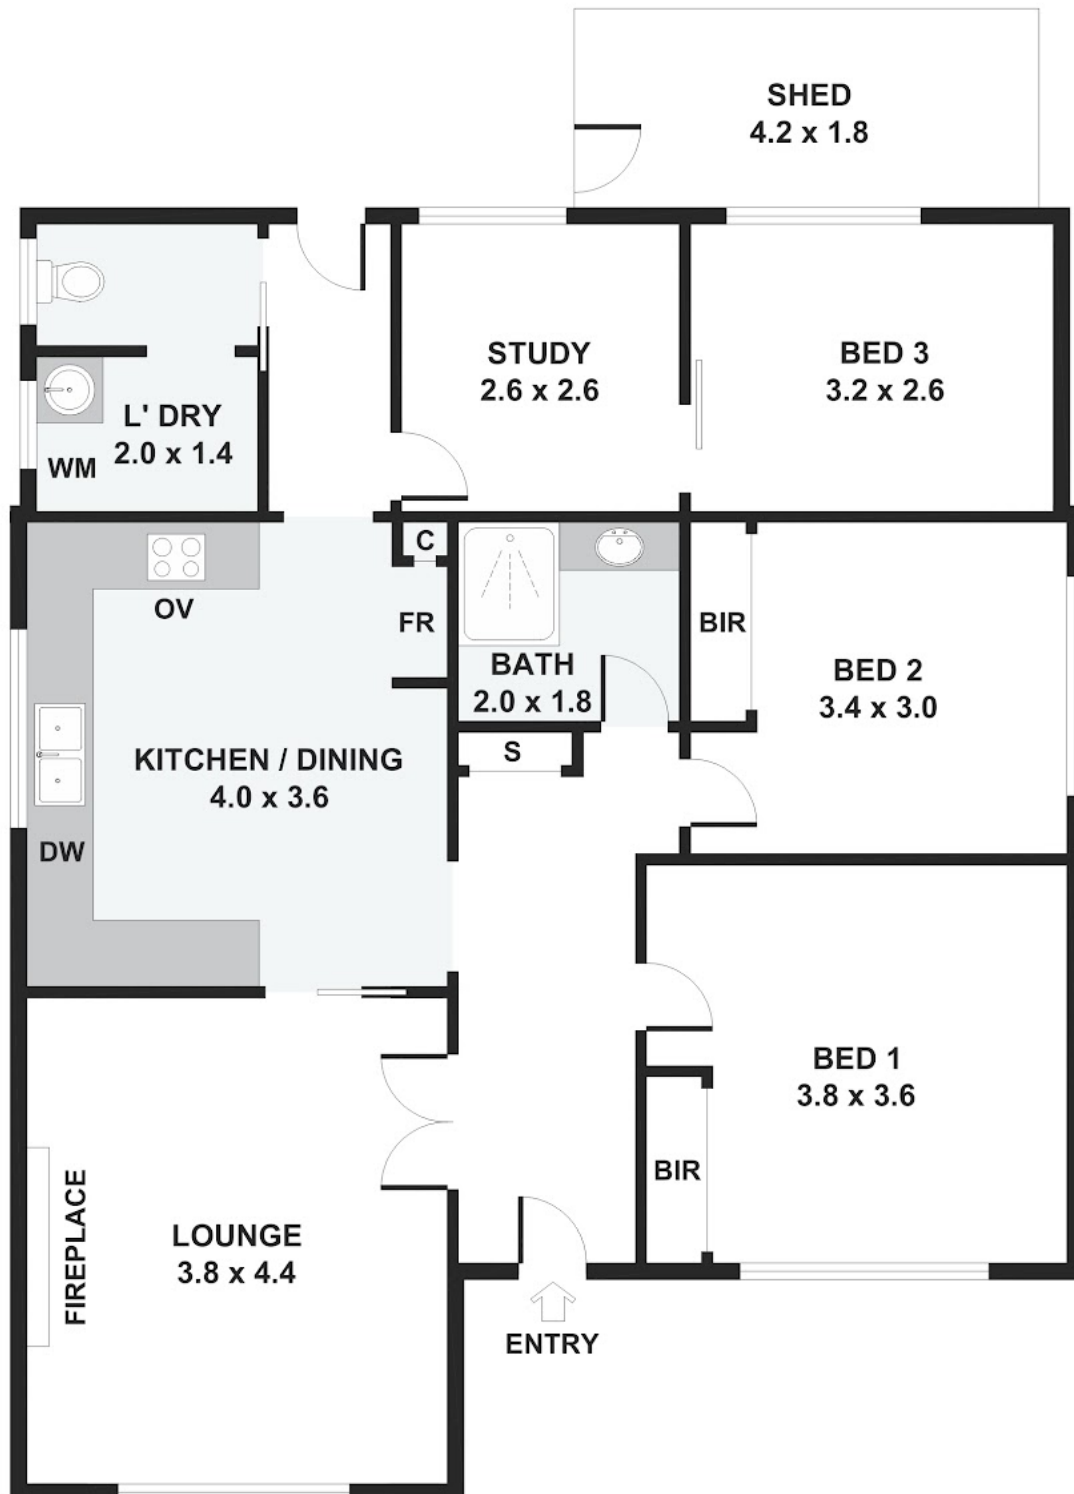 SHED
4.2 x 1.8
STUDY
2.6 x 2.6
BED 3
3.2 x 2.6
L' DRY
2.0 x 1.4
WM
C
OV
FR
BIR
BATH
2.0 x 1.8
BED 2
3.4 x 3.0
S
KITCHEN / DINING
4.0 x 3.6
DW
BED 1
3.8 x 3.6
BIR
FIREPLACE
LOUNGE
3.8 x 4.4
ENTRY